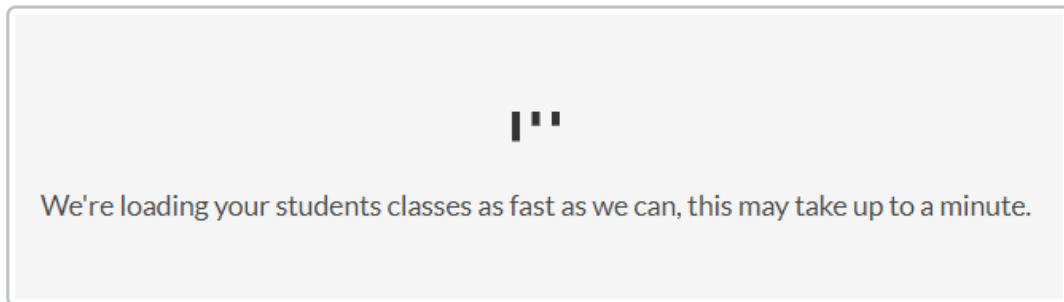 We're loading your students classes as fast as we can, this may take up to a minute.